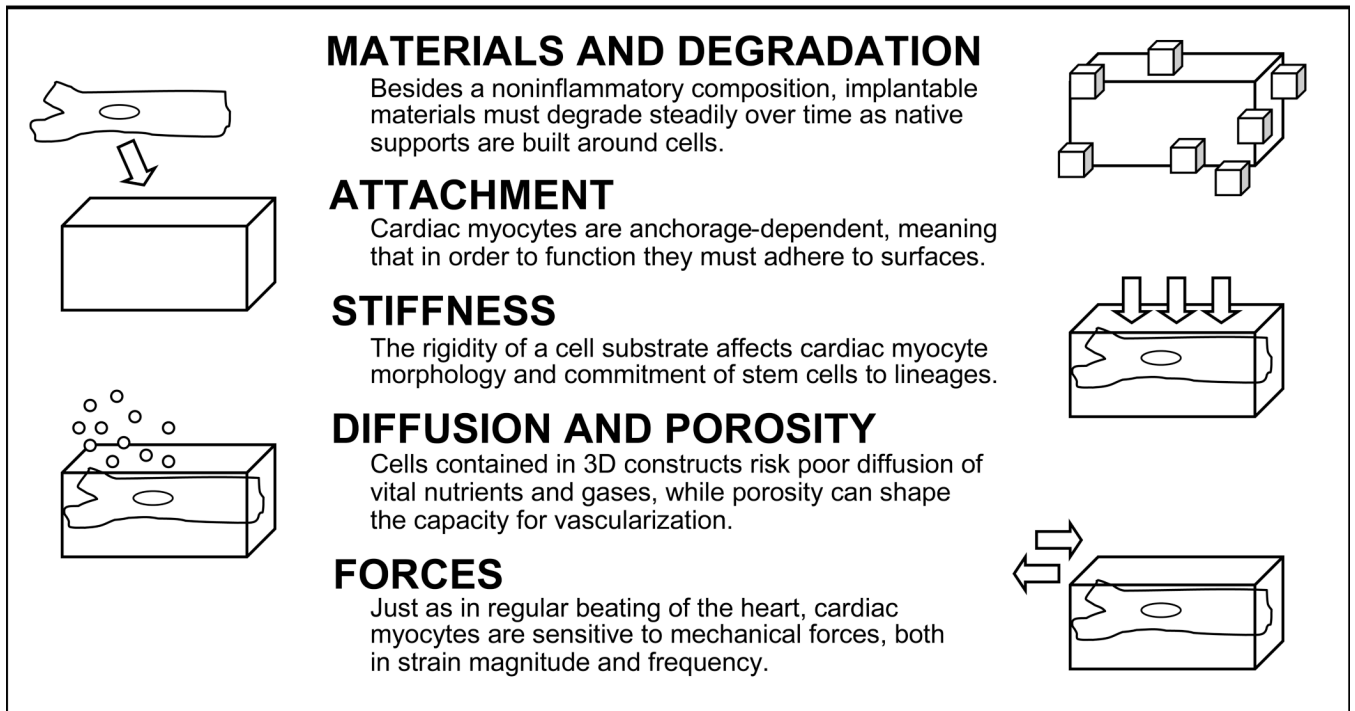 MATERIALS AND DEGRADATION
Besides a noninflammatory composition, implantable
materials must degrade steadily over time as native
supports are built around cells.
ATTACHMENT
Cardiac myocytes are anchorage-dependent, meaning
that in order to function they must adhere to surfaces.
STIFFNESS
The rigidity of a cell substrate affects cardiac myocyte
morphology and commitment of stem cells to lineages.
DIFFUSION AND POROSITY
Cells contained in 3D constructs risk poor diffusion of
vital nutrients and gases, while porosity can shape
the capacity for vascularization.
FORCES
Just as in regular beating of the heart, cardiac
myocytes are sensitive to mechanical forces, both
in strain magnitude and frequency.